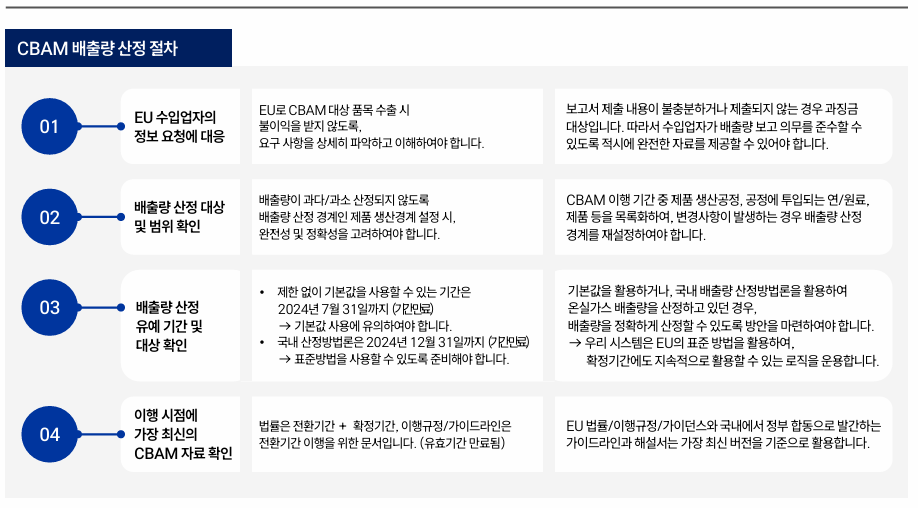 CBAM 배출량 산정 절차
01
EU 수입업자의
정보 요청에 대응
EU로 CBAM 대상 품목 수출 시
불이익을 받지 않도록,
요구 사항을 상세히 파악하고 이해하여야 합니다.
보고서 제출 내용이 불충분하거나 제출되지 않는 경우 과징금
대상입니다. 따라서 수입업자가 배출량 보고 의무를 준수할 수
있도록 적시에 완전한 자료를 제공할 수 있어야 합니다.
02
배출량 산정 대상
및 범위 확인
배출량이 과다/과소 산정되지 않도록
배출량 산정 경계인 제품 생산경계 설정 시,
완전성 및 정확성을 고려하여야 합니다.
CBAM 이행 기간 중 제품 생산공정, 공정에 투입되는 연/원료,
제품 등을 목록화하여, 변경사항이 발생하는 경우 배출량 산정
경계를 재설정하여야 합니다.
03
배출량 산정
유예 기간 및
대상 확인
• 제한 없이 기본값을 사용할 수 있는 기간은
2024년 7월 31일까지 (기간만료)
→ 기본값 사용에 유의하여야 합니다.
• 국내 산정방법론은 2024년 12월 31일까지 (기간만료)
→ 표준방법을 사용할 수 있도록 준비해야 합니다.
기본값을 활용하거나, 국내 배출량 산정방법론을 활용하여
온실가스 배출량을 산정하고 있던 경우,
배출량을 정확하게 산정할 수 있도록 방안을 마련하여야 합니다.
→ 우리 시스템은 EU의 표준 방법을 활용하여,
확정기간에도 지속적으로 활용할 수 있는 로직을 운용합니다.
04
이행 시점에
가장 최신의
CBAM 자료 확인
법률은 전환기간 + 확정기간, 이행규정/가이드라인은
전환기간 이행을 위한 문서입니다. (유효기간 만료됨)
EU 법률/이행규정/가이던스와 국내에서 정부 합동으로 발간하는
가이드라인과 해설서는 가장 최신 버전을 기준으로 활용합니다.